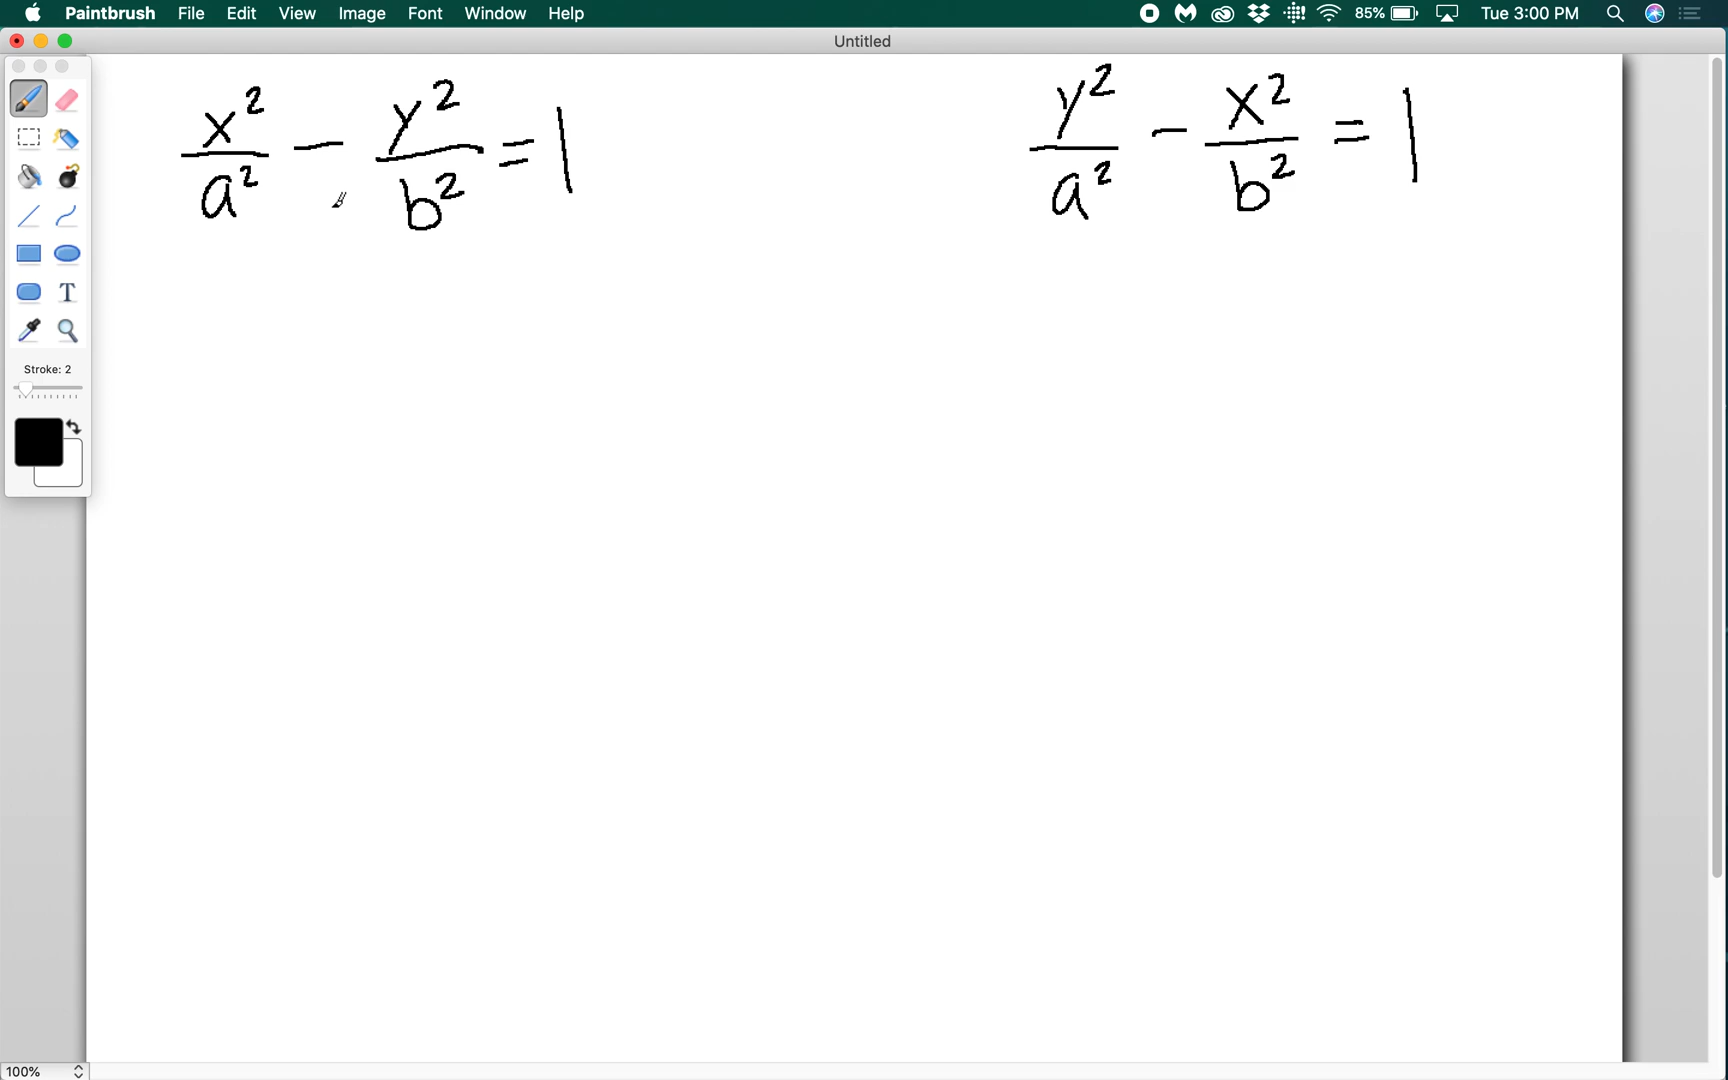 Paintbrush File Edit View Image Font Window Help 85% Tue 3:00 PM
Untitled
x²/a² − y²/b² = 1
y²/a² − x²/b² = 1
T
Stroke: 2
100%